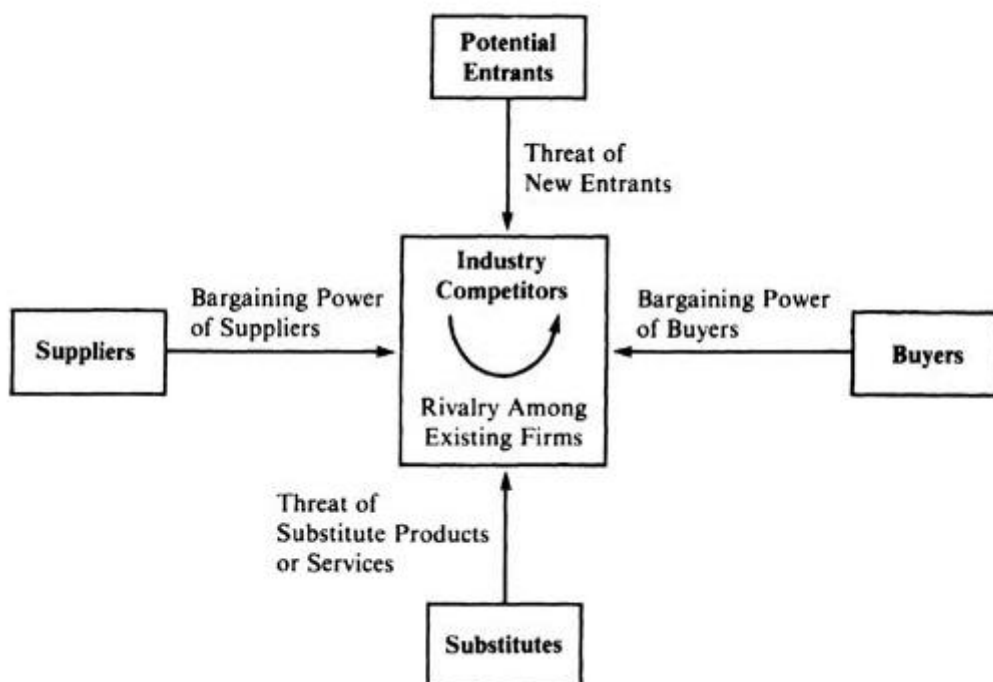 Potential
Entrants
Threat of
New Entrants
Industry
Competitors
Bargaining Power
of Suppliers
Bargaining Power
of Buyers
Suppliers
Buyers
Rivalry Among
Existing Firms
Threat of
Substitute Products
or Services
Substitutes